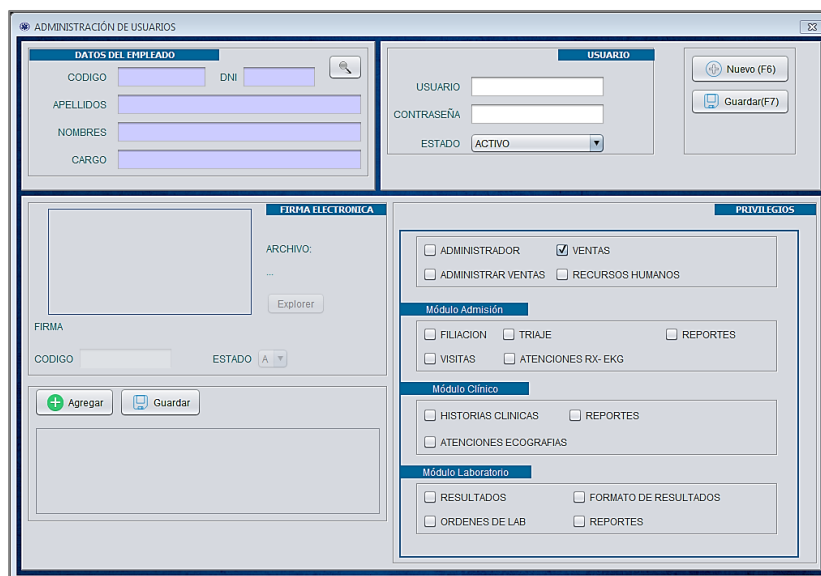 ADMINISTRACIÓN DE USUARIOS
DATOS DEL EMPLEADO
CODIGO DNI
APELLIDOS
NOMBRES
CARGO
USUARIO
USUARIO
CONTRASEÑA
ESTADO ACTIVO
Nuevo (F6)
Guardar(F7)
FIRMA ELECTRONICA
ARCHIVO:
...
Explorer
FIRMA
CODIGO ESTADO A
Agregar Guardar
PRIVILEGIOS
ADMINISTRADOR VENTAS
ADMINISTRAR VENTAS RECURSOS HUMANOS
Módulo Admisión
FILIACION TRIAJE REPORTES
VISITAS ATENCIONES RX- EKG
Módulo Clínico
HISTORIAS CLINICAS REPORTES
ATENCIONES ECOGRAFIAS
Módulo Laboratorio
RESULTADOS FORMATO DE RESULTADOS
ORDENES DE LAB REPORTES